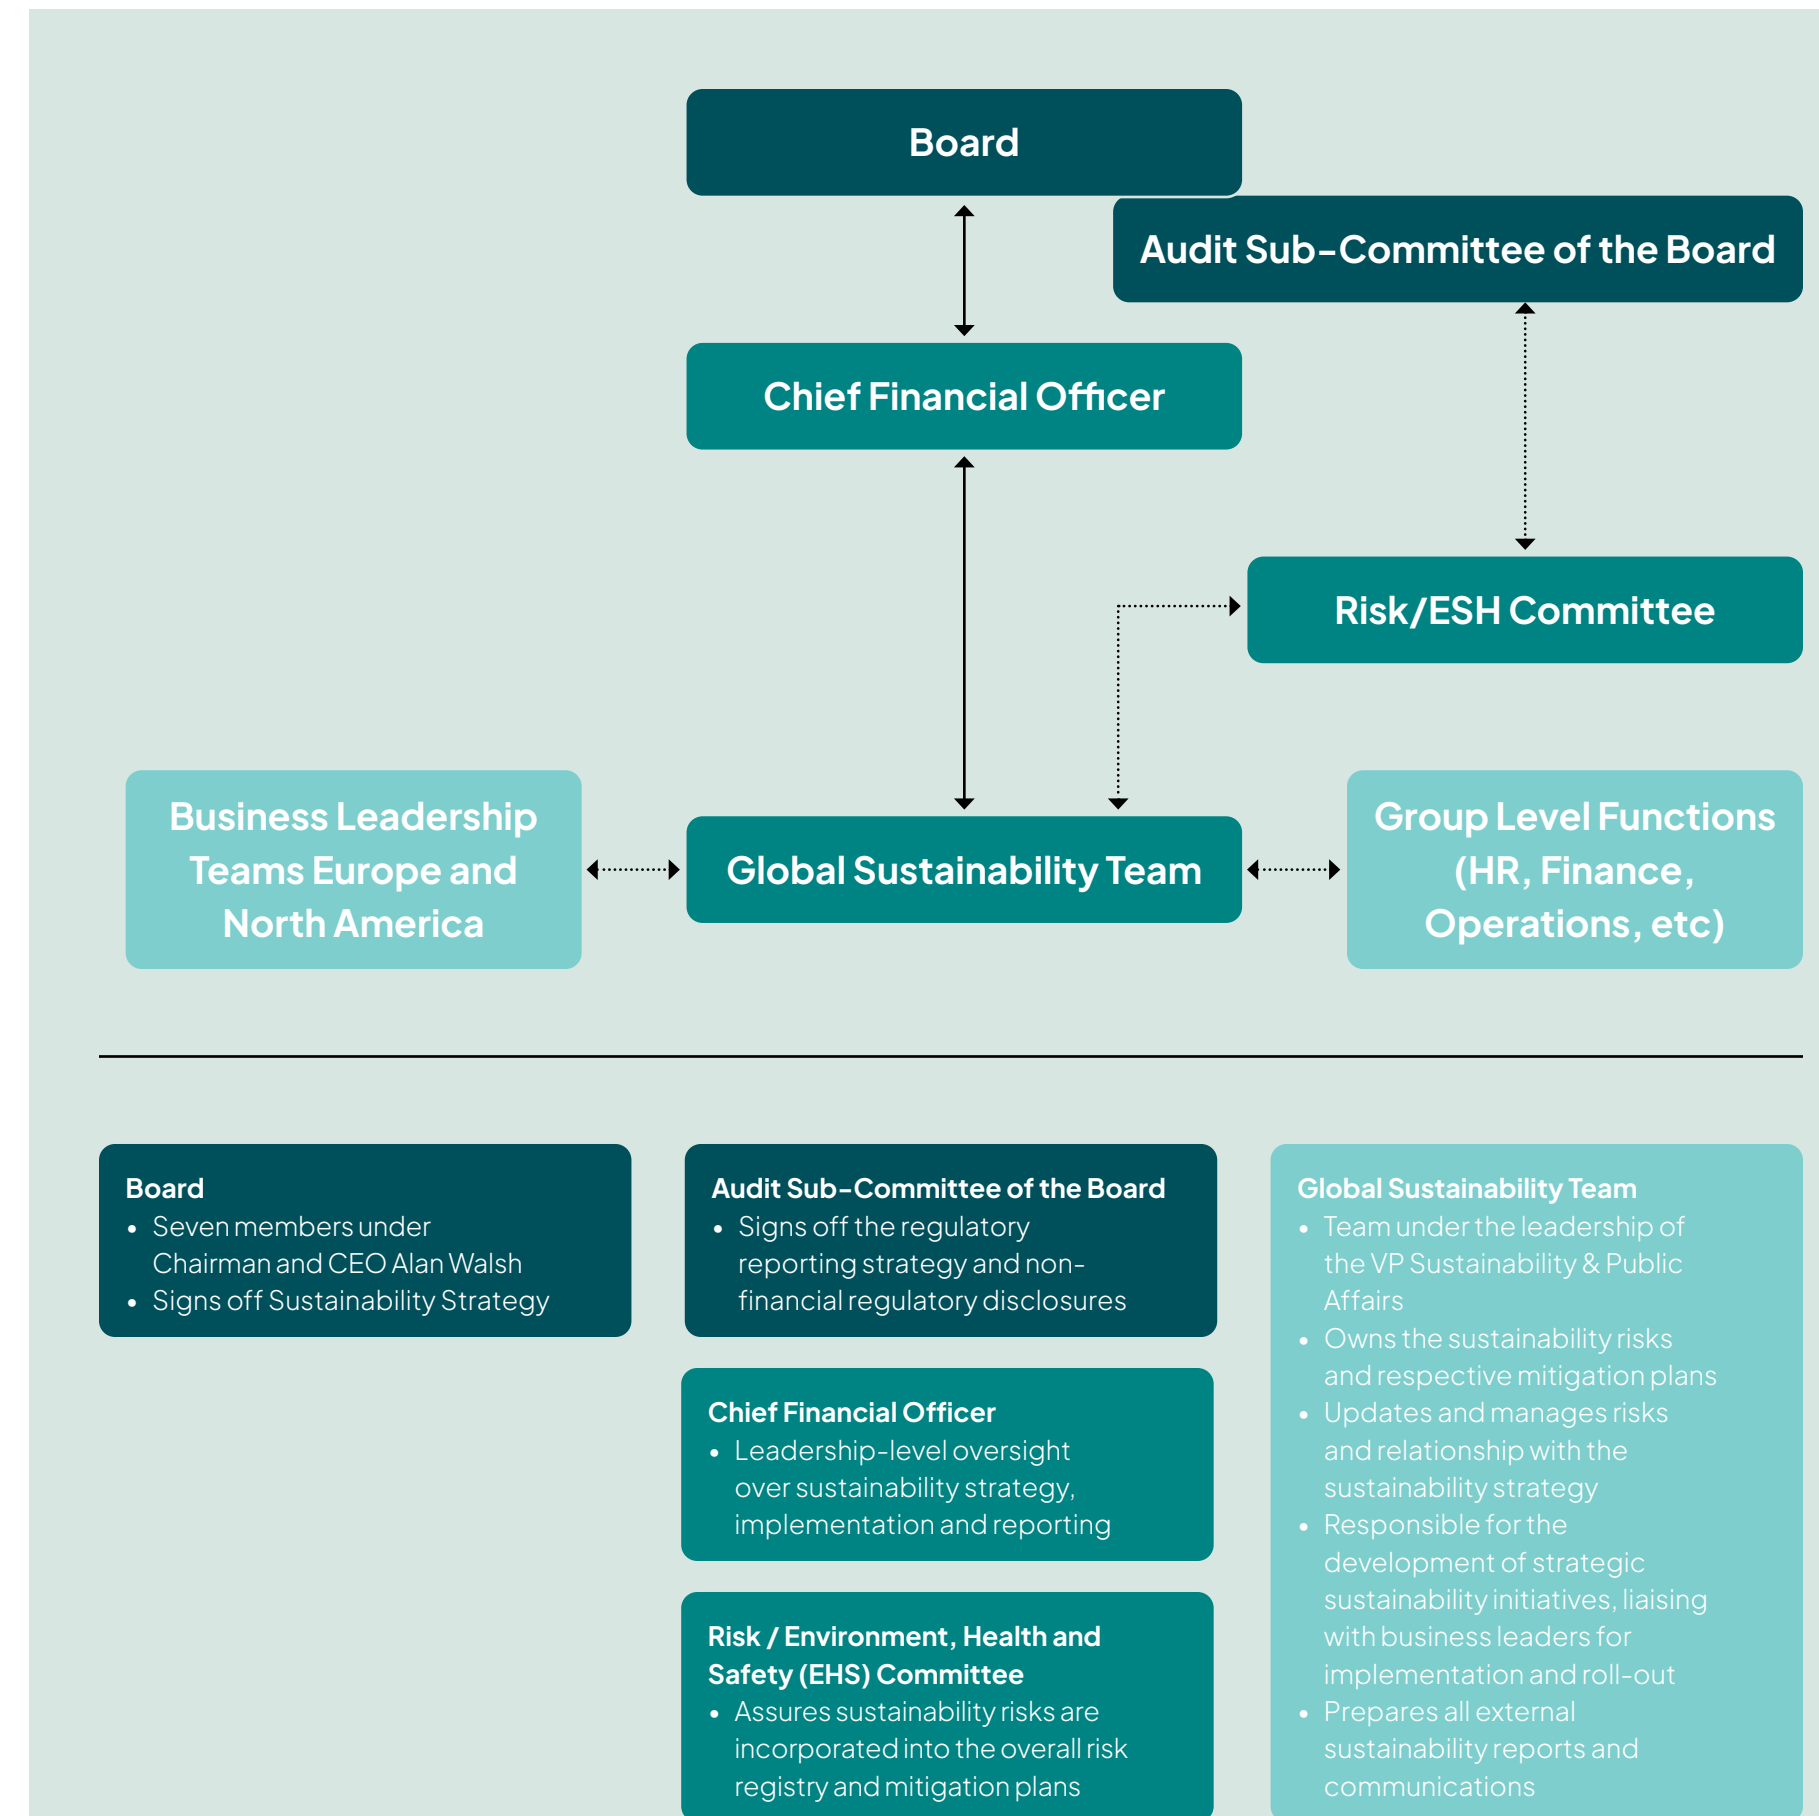 Board
Audit Sub-Committee of the Board
Chief Financial Officer
Risk/ESH Committee
Business Leadership
Teams Europe and
North America
Global Sustainability Team
Group Level Functions
(HR, Finance,
Operations, etc)
Board
• Seven members under
Chairman and CEO Alan Walsh
• Signs off Sustainability Strategy
Audit Sub-Committee of the Board
• Signs off the regulatory
reporting strategy and non-
financial regulatory disclosures
Chief Financial Officer
• Leadership-level oversight
over sustainability strategy,
implementation and reporting
Risk / Environment, Health and
Safety (EHS) Committee
• Assures sustainability risks are
incorporated into the overall risk
registry and mitigation plans
Global Sustainability Team
• Team under the leadership of
the VP Sustainability & Public
Affairs
• Owns the sustainability risks
and respective mitigation plans
• Updates and manages risks
and relationship with the
sustainability strategy
• Responsible for the
development of strategic
sustainability initiatives, liaising
with business leaders for
implementation and roll-out
• Prepares all external
sustainability reports and
communications